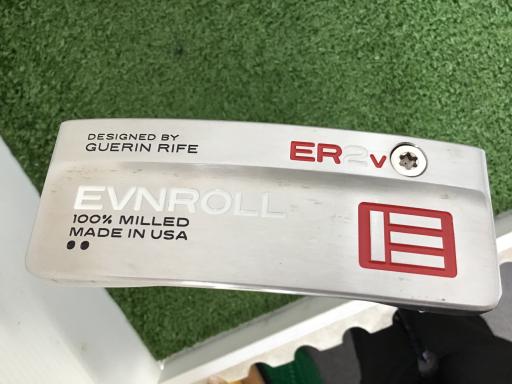 DESIGNED BY
GUERIN RIFE
ER2v
EVNROLL
100% MILLED
MADE IN USA